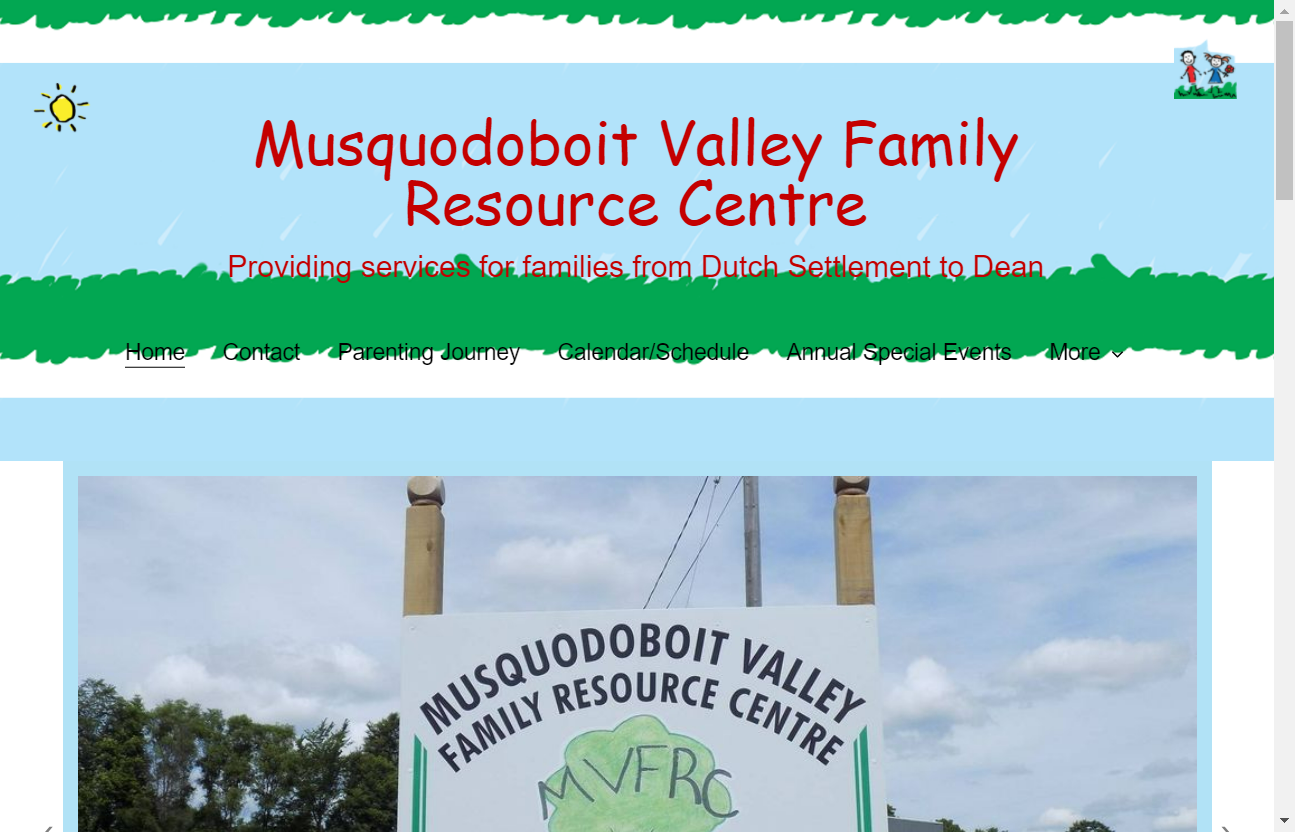 Musquodoboit Valley Family
Resource Centre
Providing services for families from Dutch Settlement to Dean
Home Contact Parenting Journey Calendar/Schedule Annual Special Events More
MUSQUODOBOIT VALLEY
FAMILY RESOURCE CENTRE
MVFRC